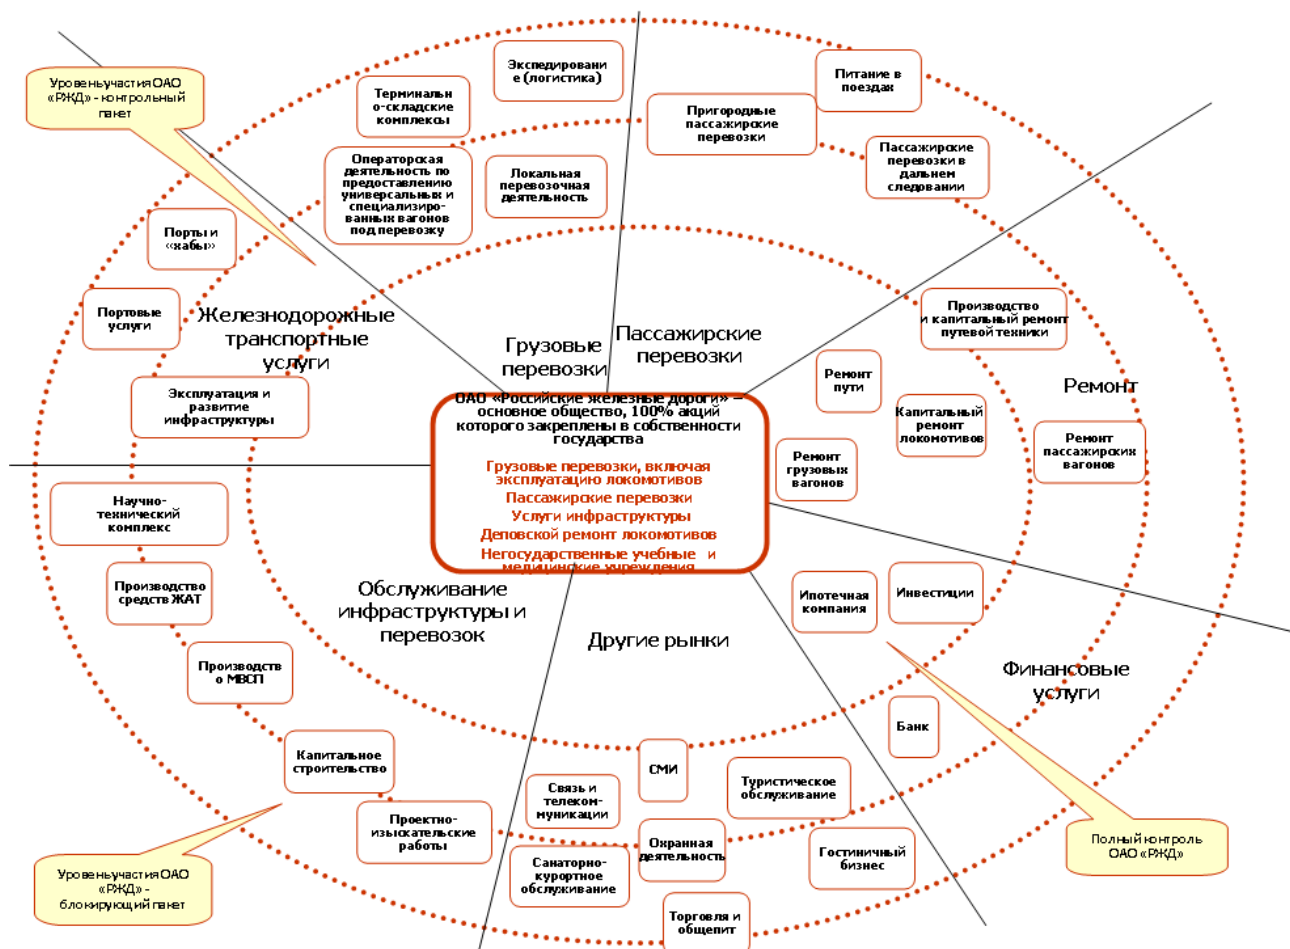 Экспедировани
е (логистика)
Питание в
поездах
Уровень участия ОАО
«РЖД» - контрольный
пакет
Терминальн
о-складские
комплексы
Пригородные
пассажирские
перевозки
Пассажирские
перевозки в
дальнем
следовании
Операторская
деятельность по
предоставлению
универсальных и
специализиро-
ванных вагонов
под перевозку
Локальная
перевозочная
деятельность
Порты и
«хабы»
Портовые
услуги
Железнодорожные
транспортные
услуги
Грузовые
перевозки
Пассажирские
перевозки
Производство
и капитальный ремонт
путевой техники
Ремонт
пути
Ремонт
Эксплуатация и
развитие
инфраструктуры
Капитальный
ремонт
локомотивов
Ремонт
пассажирских
вагонов
Ремонт
грузовых
вагонов
ОАО «Российские железные дороги» –
основное общество, 100% акций
которого закреплены в собственности
государства
Грузовые перевозки, включая
эксплуатацию локомотивов
Пассажирские перевозки
Услуги инфраструктуры
Деповской ремонт локомотивов
Негосударственные учебные и
медицинские учреждения
Научно-
технический
комплекс
Производство
средств ЖАТ
Обслуживание
инфраструктуры и
перевозок
Ипотечная
компания
Инвестиции
Другие рынки
Производств
о МВСП
Финансовые
услуги
Банк
Капитальное
строительство
СМИ
Туристическое
обслуживание
Связь и
телеком-
муникации
Проектно-
изыскательские
работы
Охранная
деятельность
Гостиничный
бизнес
Полный контроль
ОАО «РЖД»
Санаторно-
курортное
обслуживание
Уровень участия ОАО
«РЖД» -
блокирующий пакет
Торговля и
общепит